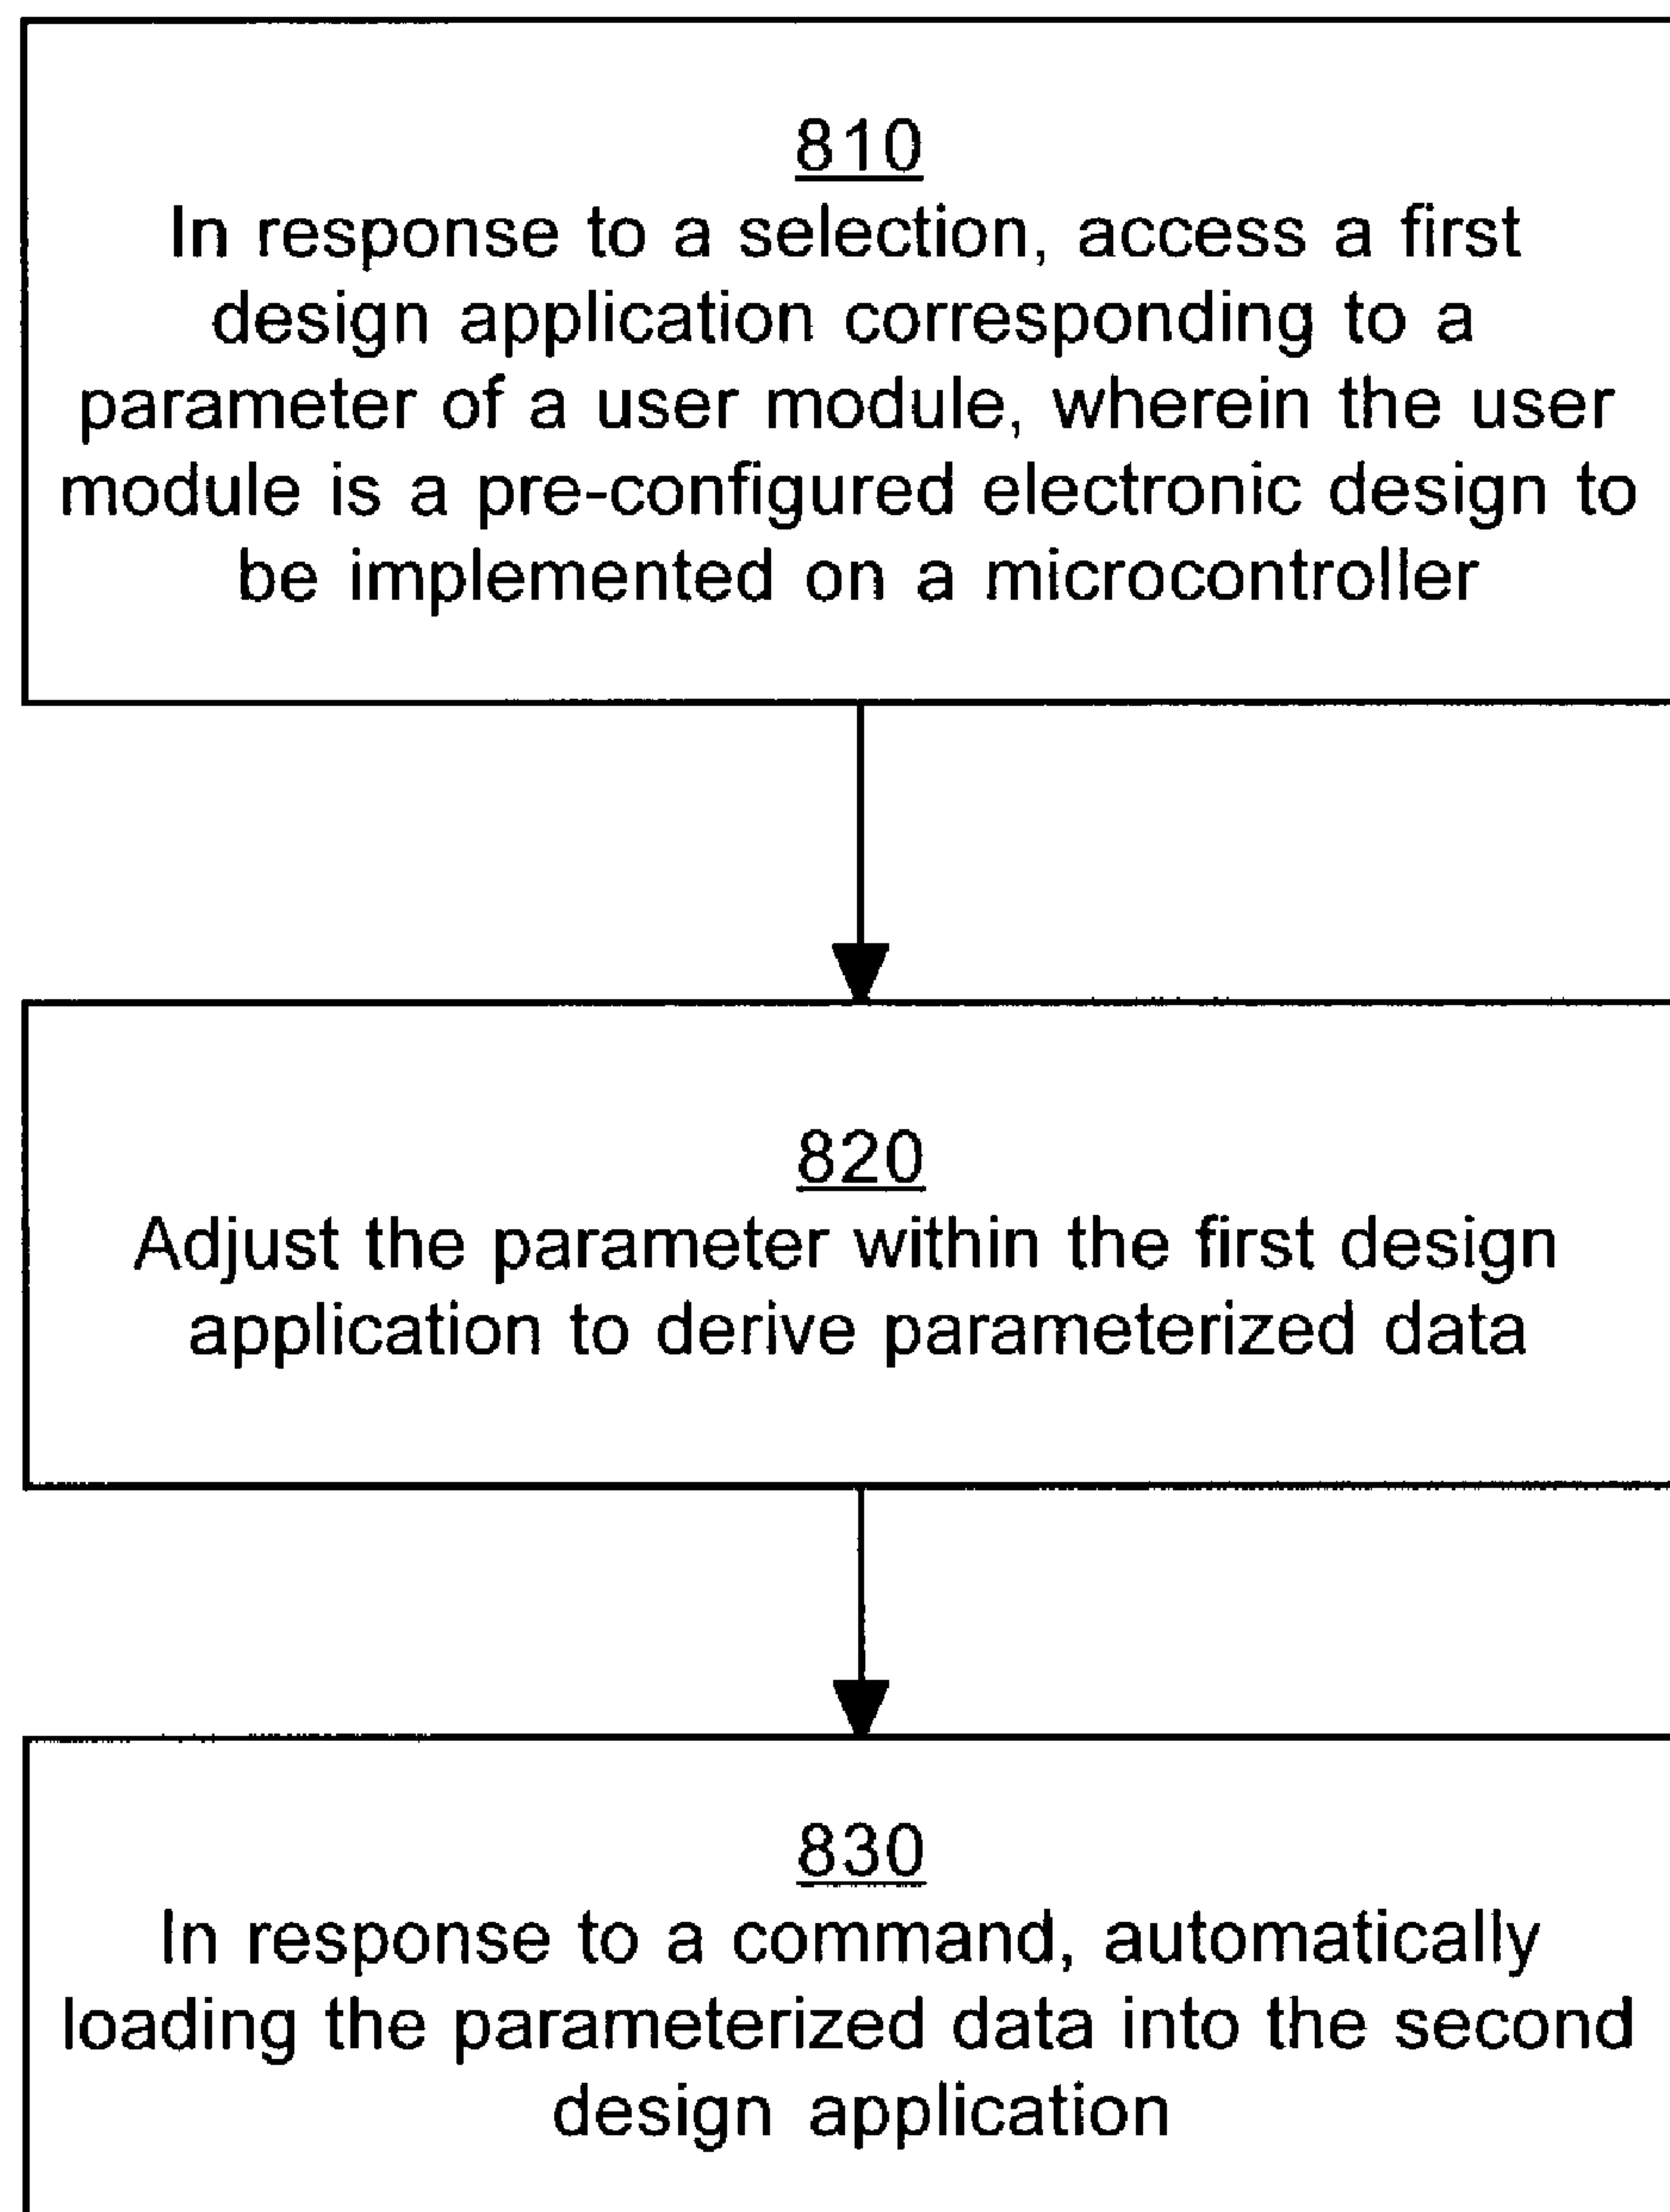 810
In response to a selection, access a first
design application corresponding to a
parameter of a user module, wherein the user
module is a pre-configured electronic design to
be implemented on a microcontroller
820
Adjust the parameter within the first design
application to derive parameterized data
830
In response to a command, automatically
loading the parameterized data into the second
design application